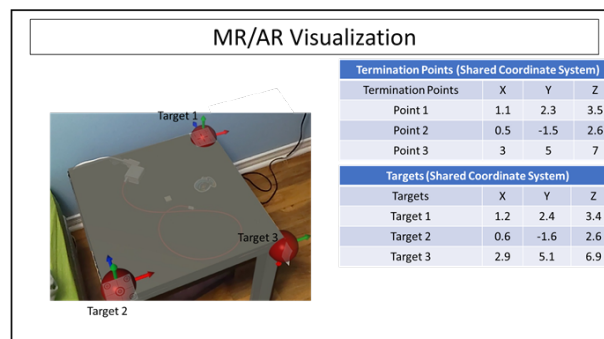 MR/AR Visualization
Target 1
Target 3
Target 2
Termination Points (Shared Coordinate System)
Termination Points X Y Z
Point 1 1.1 2.3 3.5
Point 2 0.5 -1.5 2.6
Point 3 3 5 7
Targets (Shared Coordinate System)
Targets X Y Z
Target 1 1.2 2.4 3.4
Target 2 0.6 -1.6 2.6
Target 3 2.9 5.1 6.9